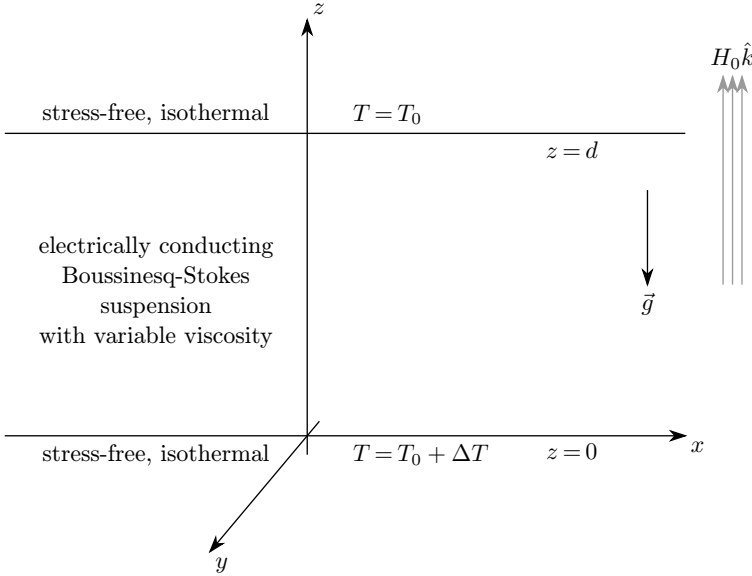 z
H₀k̂
stress-free, isothermal
T = T₀
z = d
electrically conducting
Boussinesq-Stokes
suspension
with variable viscosity
g⃗
stress-free, isothermal
T = T₀ + ΔT
z = 0
x
y